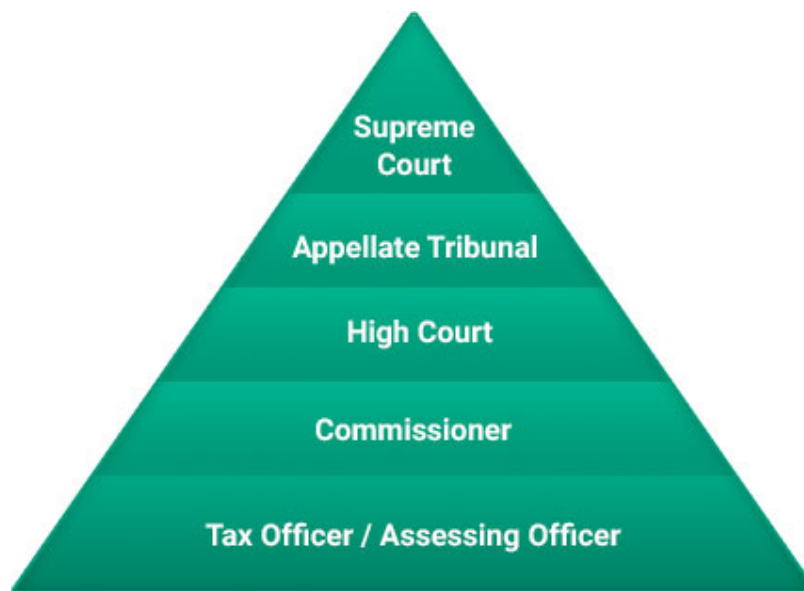 Supreme
Court
Appellate Tribunal
High Court
Commissioner
Tax Officer / Assessing Officer